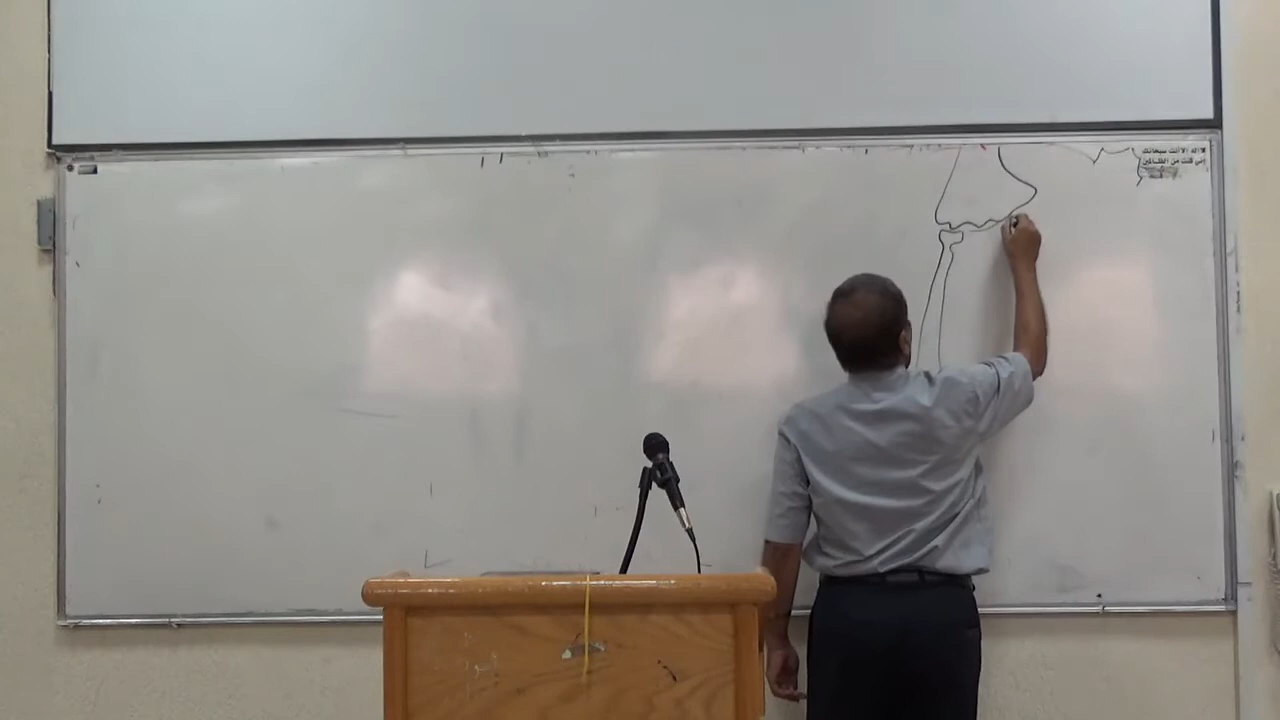 لا إله إلا أنت سبحانك
إني كنت من الظالمين